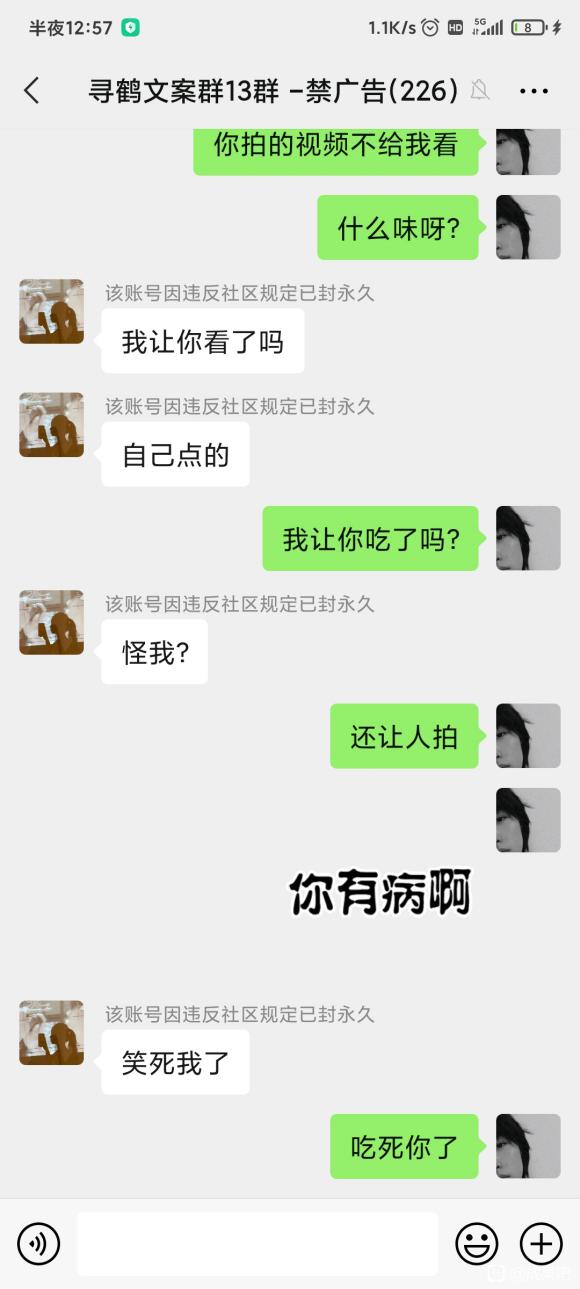 半夜12:57
1.1K/s
HD
5G
8
寻鹤文案群13群 –禁广告(226)
你拍的视频不给我看
什么味呀?
该账号因违反社区规定已封永久
我让你看了吗
该账号因违反社区规定已封永久
自己点的
我让你吃了吗?
该账号因违反社区规定已封永久
怪我?
还让人拍
你有病啊
该账号因违反社区规定已封永久
笑死我了
吃死你了